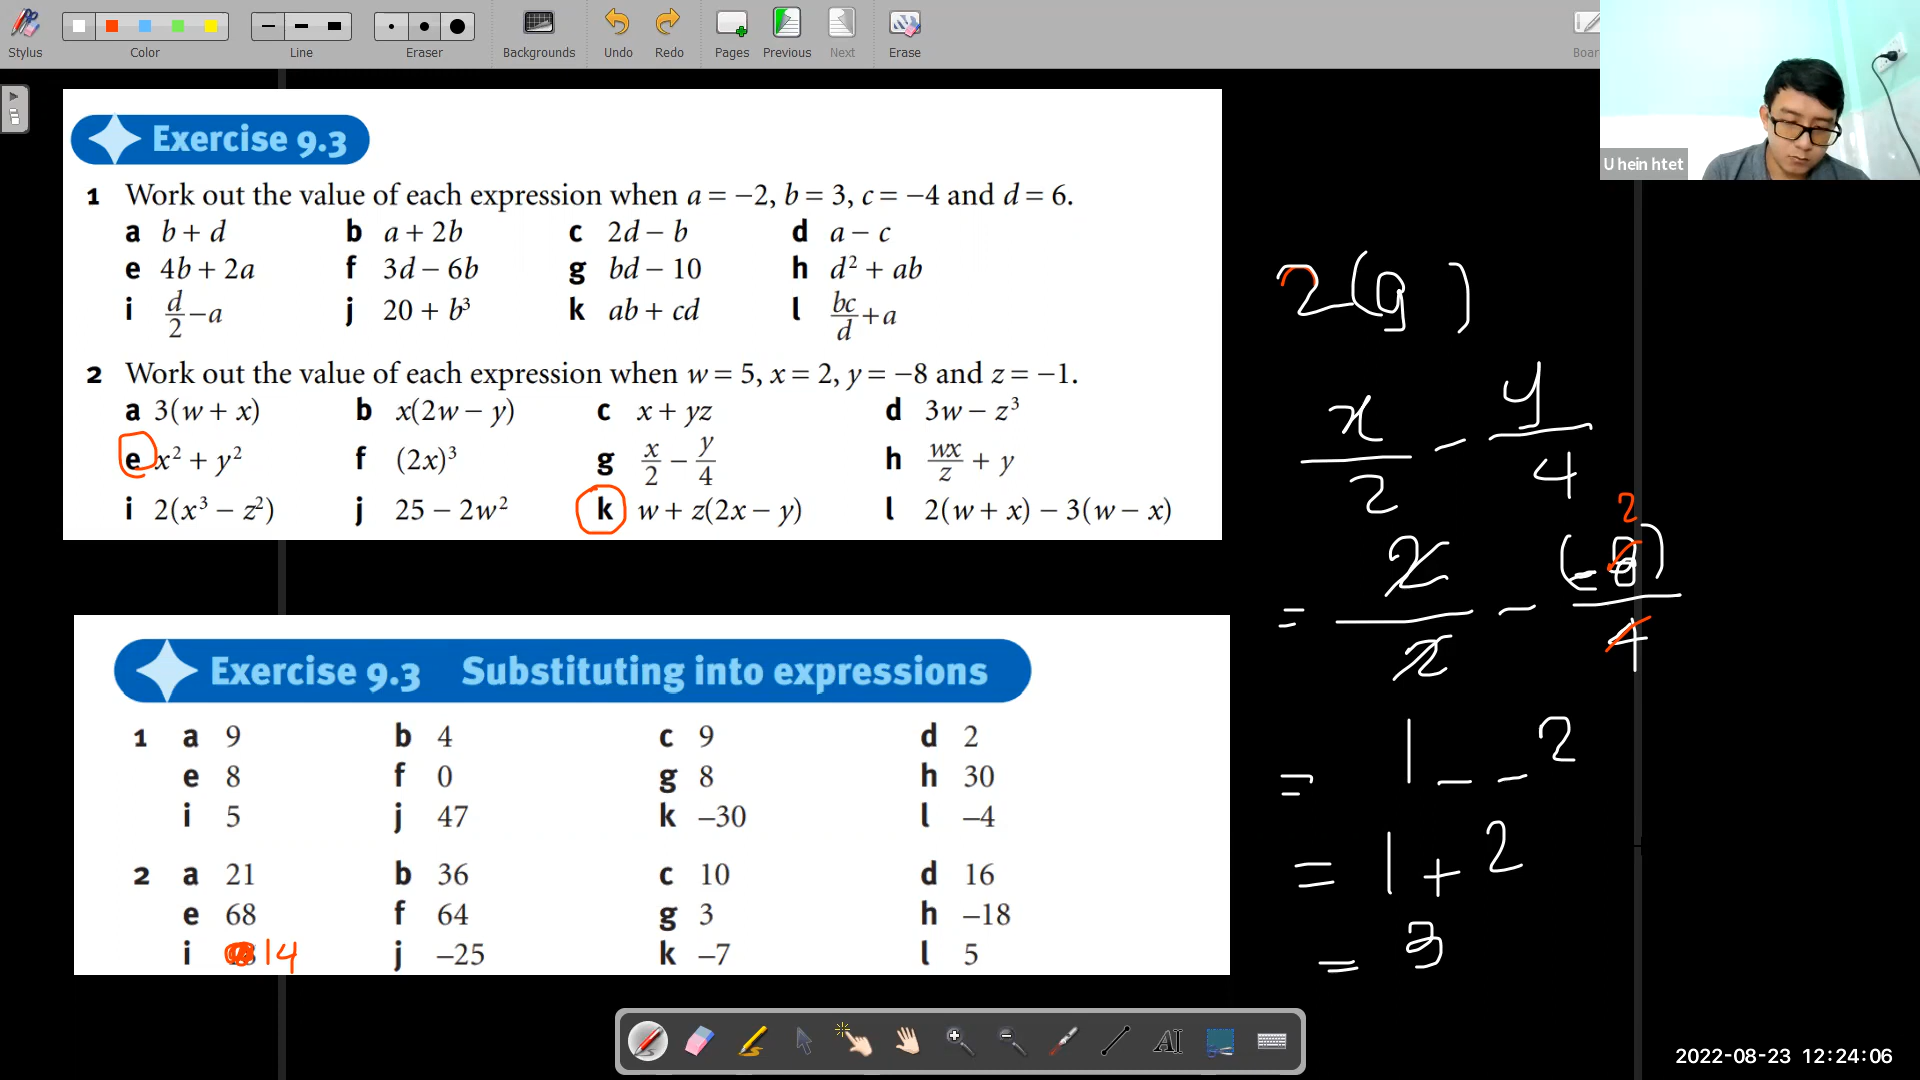 Stylus
Color
Line
Eraser
Backgrounds
Undo
Redo
Pages
Previous
Next
Erase
U hein htet
Exercise 9.3
1 Work out the value of each expression when a = −2, b = 3, c = −4 and d = 6.
a b + d b a + 2b c 2d − b d a − c
e 4b + 2a f 3d − 6b g bd − 10 h d² + ab
i d/2 − a j 20 + b³ k ab + cd l bc/d + a
2 Work out the value of each expression when w = 5, x = 2, y = −8 and z = −1.
a 3(w + x) b x(2w − y) c x + yz d 3w − z³
e x² + y² f (2x)³ g x/2 − y/4 h wx/z + y
i 2(x³ − z²) j 25 − 2w² k w + z(2x − y) l 2(w + x) − 3(w − x)
Exercise 9.3 Substituting into expressions
1 a 9 b 4 c 9 d 2
e 8 f 0 g 8 h 30
i 5 j 47 k –30 l –4
2 a 21 b 36 c 10 d 16
e 68 f 64 g 3 h –18
i 14 j –25 k –7 l 5
2(g )
x/2 − y/4
2
= 2/2 − (−8)/4
= 1 − − 2
= 1 + 2
= 3
2022-08-23 12:24:06